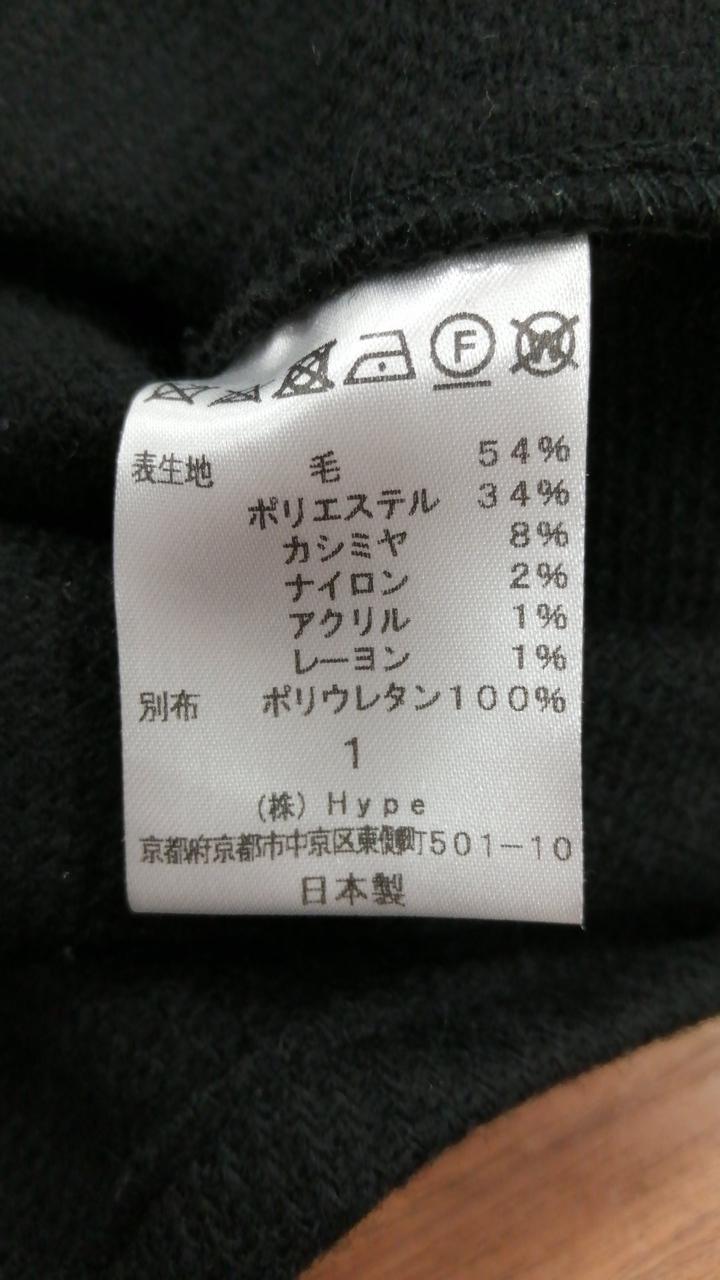 F W
表生地 毛 54%
ポリエステル 34%
カシミヤ 8%
ナイロン 2%
アクリル 1%
レーヨン 1%
別布 ポリウレタン100%
1
(株)Hype
京都府京都市中京区東側町501-10
日本製